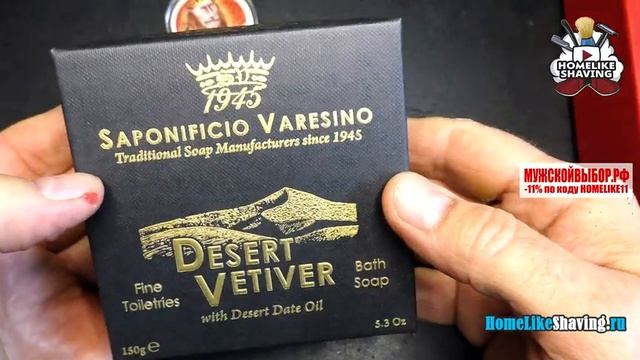 1945
SAPONIFICIO VARESINO
Traditional Soap Manufacturers since 1945
DESERT
VETIVER
Fine
Toiletries
Bath
Soap
with Desert Date Oil
150g e
5.3 Oz
HOMELIKE
SHAVING
МУЖСКОЙВЫБОР.РФ
-11% по коду HOMELIKE11
HomeLikeShaving.ru